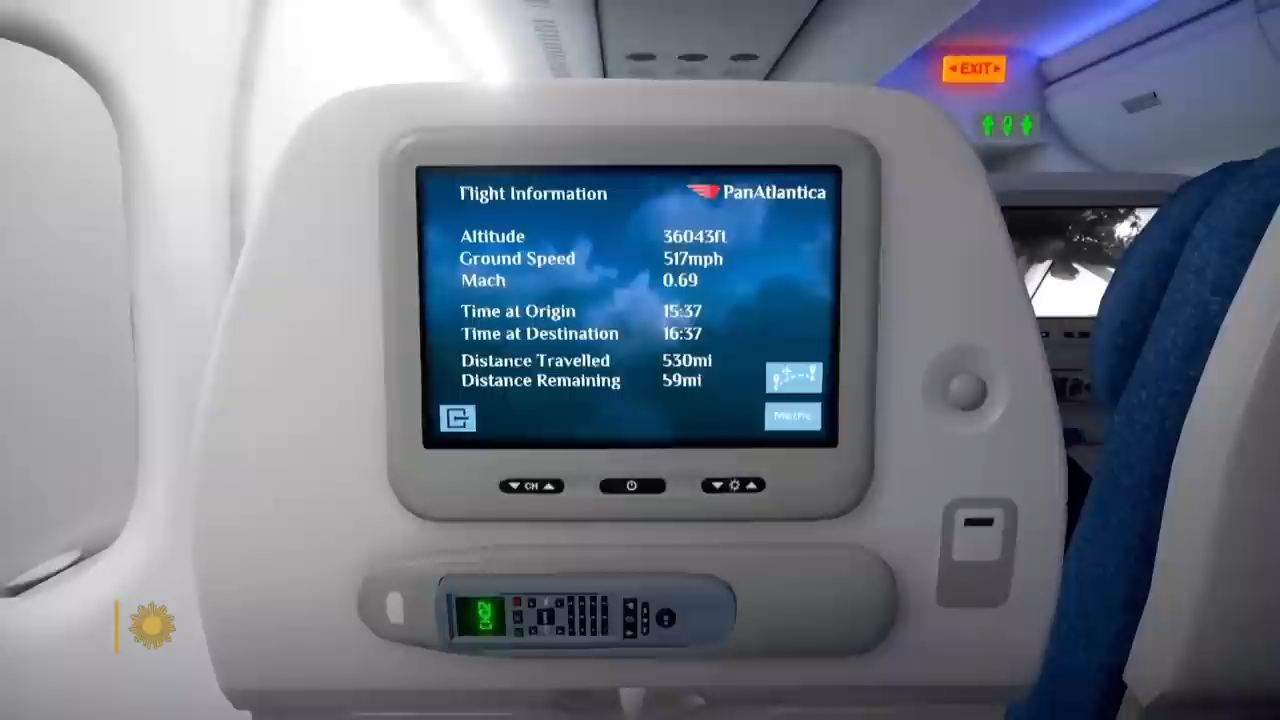 EXIT
Flight Information
PanAtlantica
Altitude 36043ft
Ground Speed 517mph
Mach 0.69
Time at Origin 15:37
Time at Destination 16:37
Distance Travelled 530mi
Distance Remaining 59mi
Metric
CH